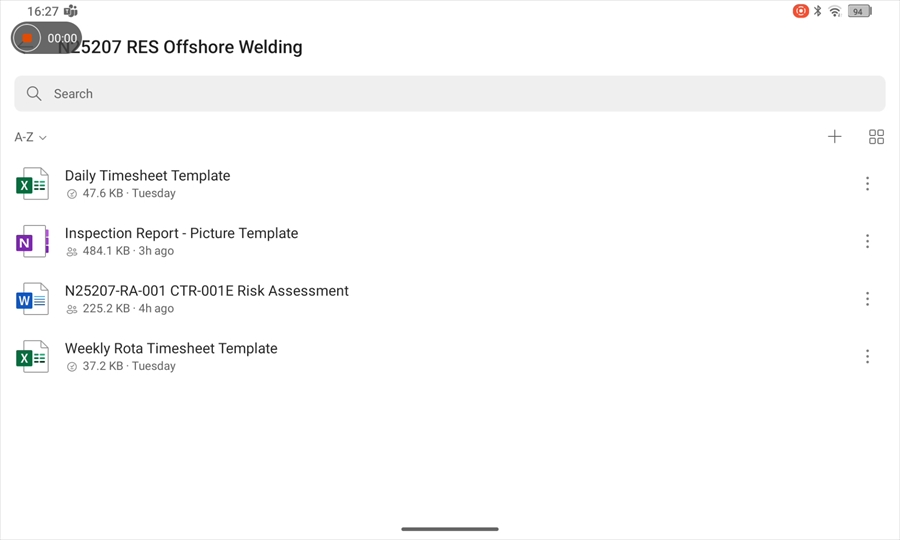 16:27
94
00:00
N25207 RES Offshore Welding
Search
A-Z
Daily Timesheet Template
47.6 KB · Tuesday
Inspection Report - Picture Template
484.1 KB · 3h ago
N25207-RA-001 CTR-001E Risk Assessment
225.2 KB · 4h ago
Weekly Rota Timesheet Template
37.2 KB · Tuesday